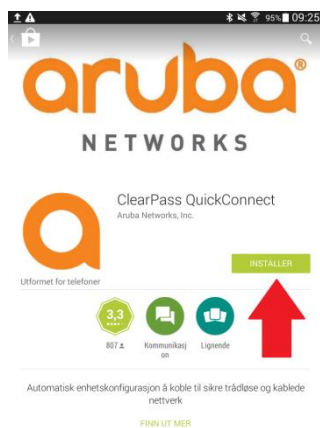 95% 09:25
aruba®
NETWORKS
ClearPass QuickConnect
Aruba Networks, Inc.
INSTALLER
Utformet for telefoner
3,3
807
Kommunikasj
on
Lignende
Automatisk enhetskonfigurasjon å koble til sikre trådløse og kablede
nettverk
FINN UT MER